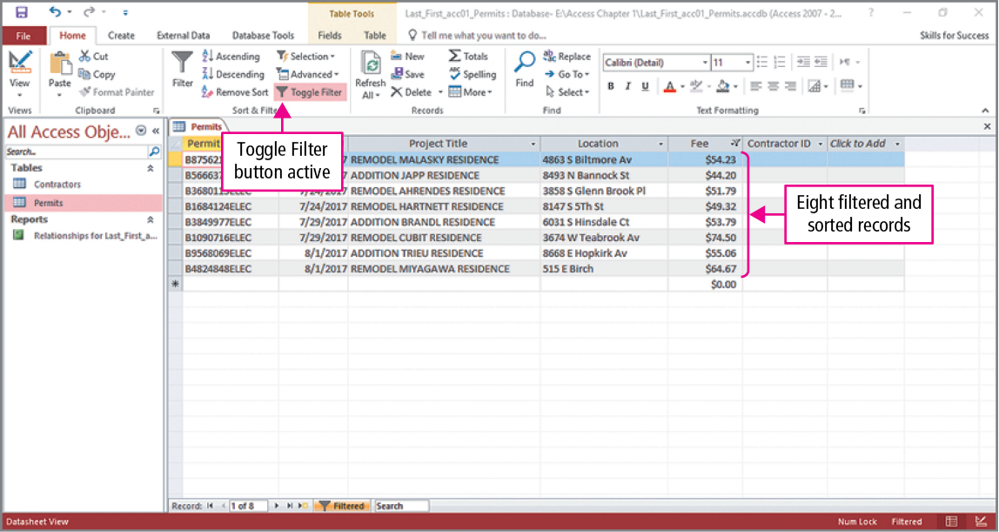 Table Tools
Last_First_acc01_Permits : Database- E:\Access Chapter 1\Last_First_acc01_Permits.accdb (Access 2007 - 2...
?
File Home Create External Data Database Tools Fields Table Tell me what you want to do... Skills for Success
View
Views
Paste
Cut
Copy
Format Painter
Clipboard
Filter
Ascending
Descending
Remove Sort
Selection
Advanced
Toggle Filter
Sort & Filte
Refresh
All
New
Save
Delete
Totals
Spelling
More
Records
Find
Replace
Go To
Select
Find
Calibri (Detail) 11
B I U A
Text Formatting
All Access Obje...
Search...
Tables
Contractors
Permits
Reports
Relationships for Last_First_a...
Permits
Permit Project Title Location Fee Contractor ID Click to Add
7 REMODEL MALASKY RESIDENCE 4863 S Biltmore Av $54.23
7 ADDITION JAPP RESIDENCE 8493 N Bannock St $44.20
7/24/2017 REMODEL AHRENDES RESIDENCE 3858 S Glenn Brook Pl $51.79
B1684124ELEC 7/24/2017 REMODEL HARTNETT RESIDENCE 8147 S 5Th St $49.32
B3849977ELEC 7/29/2017 ADDITION BRANDL RESIDENCE 6031 S Hinsdale Ct $53.79
B1090716ELEC 7/29/2017 REMODEL CUBIT RESIDENCE 3674 W Teabrook Av $74.50
B9568069ELEC 8/1/2017 ADDITION TRIEU RESIDENCE 8668 E Hopkirk Av $55.06
B4824848ELEC 8/1/2017 REMODEL MIYAGAWA RESIDENCE 515 E Birch $64.67
* $0.00
Toggle Filter
button active
Eight filtered and
sorted records
Record: 1 of 8 Filtered Search
Datasheet View Num Lock Filtered